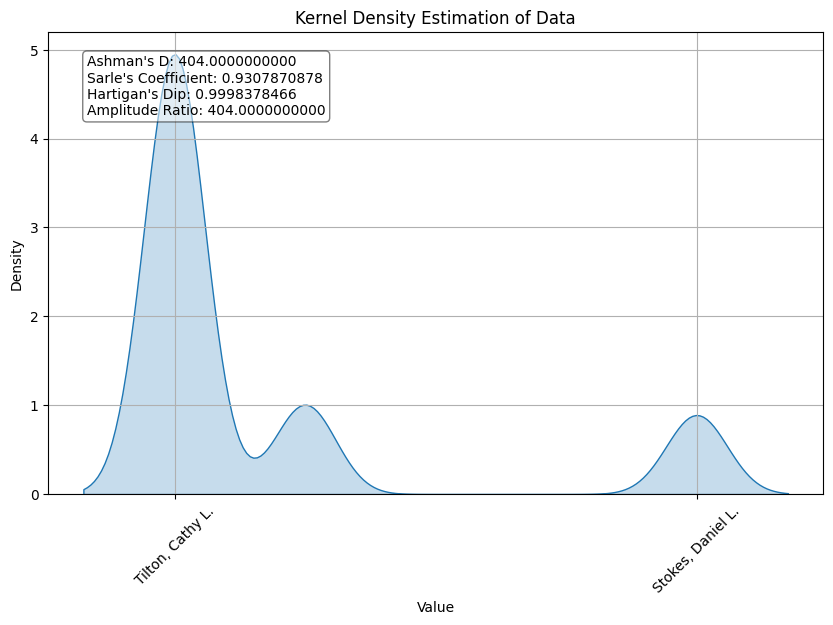 Kernel Density Estimation of Data
Ashman's D: 404.0000000000
Sarle's Coefficient: 0.9307870878
Hartigan's Dip: 0.9998378466
Amplitude Ratio: 404.0000000000
5
4
3
2
1
0
Density
Tilton, Cathy L.
Stokes, Daniel L.
Value